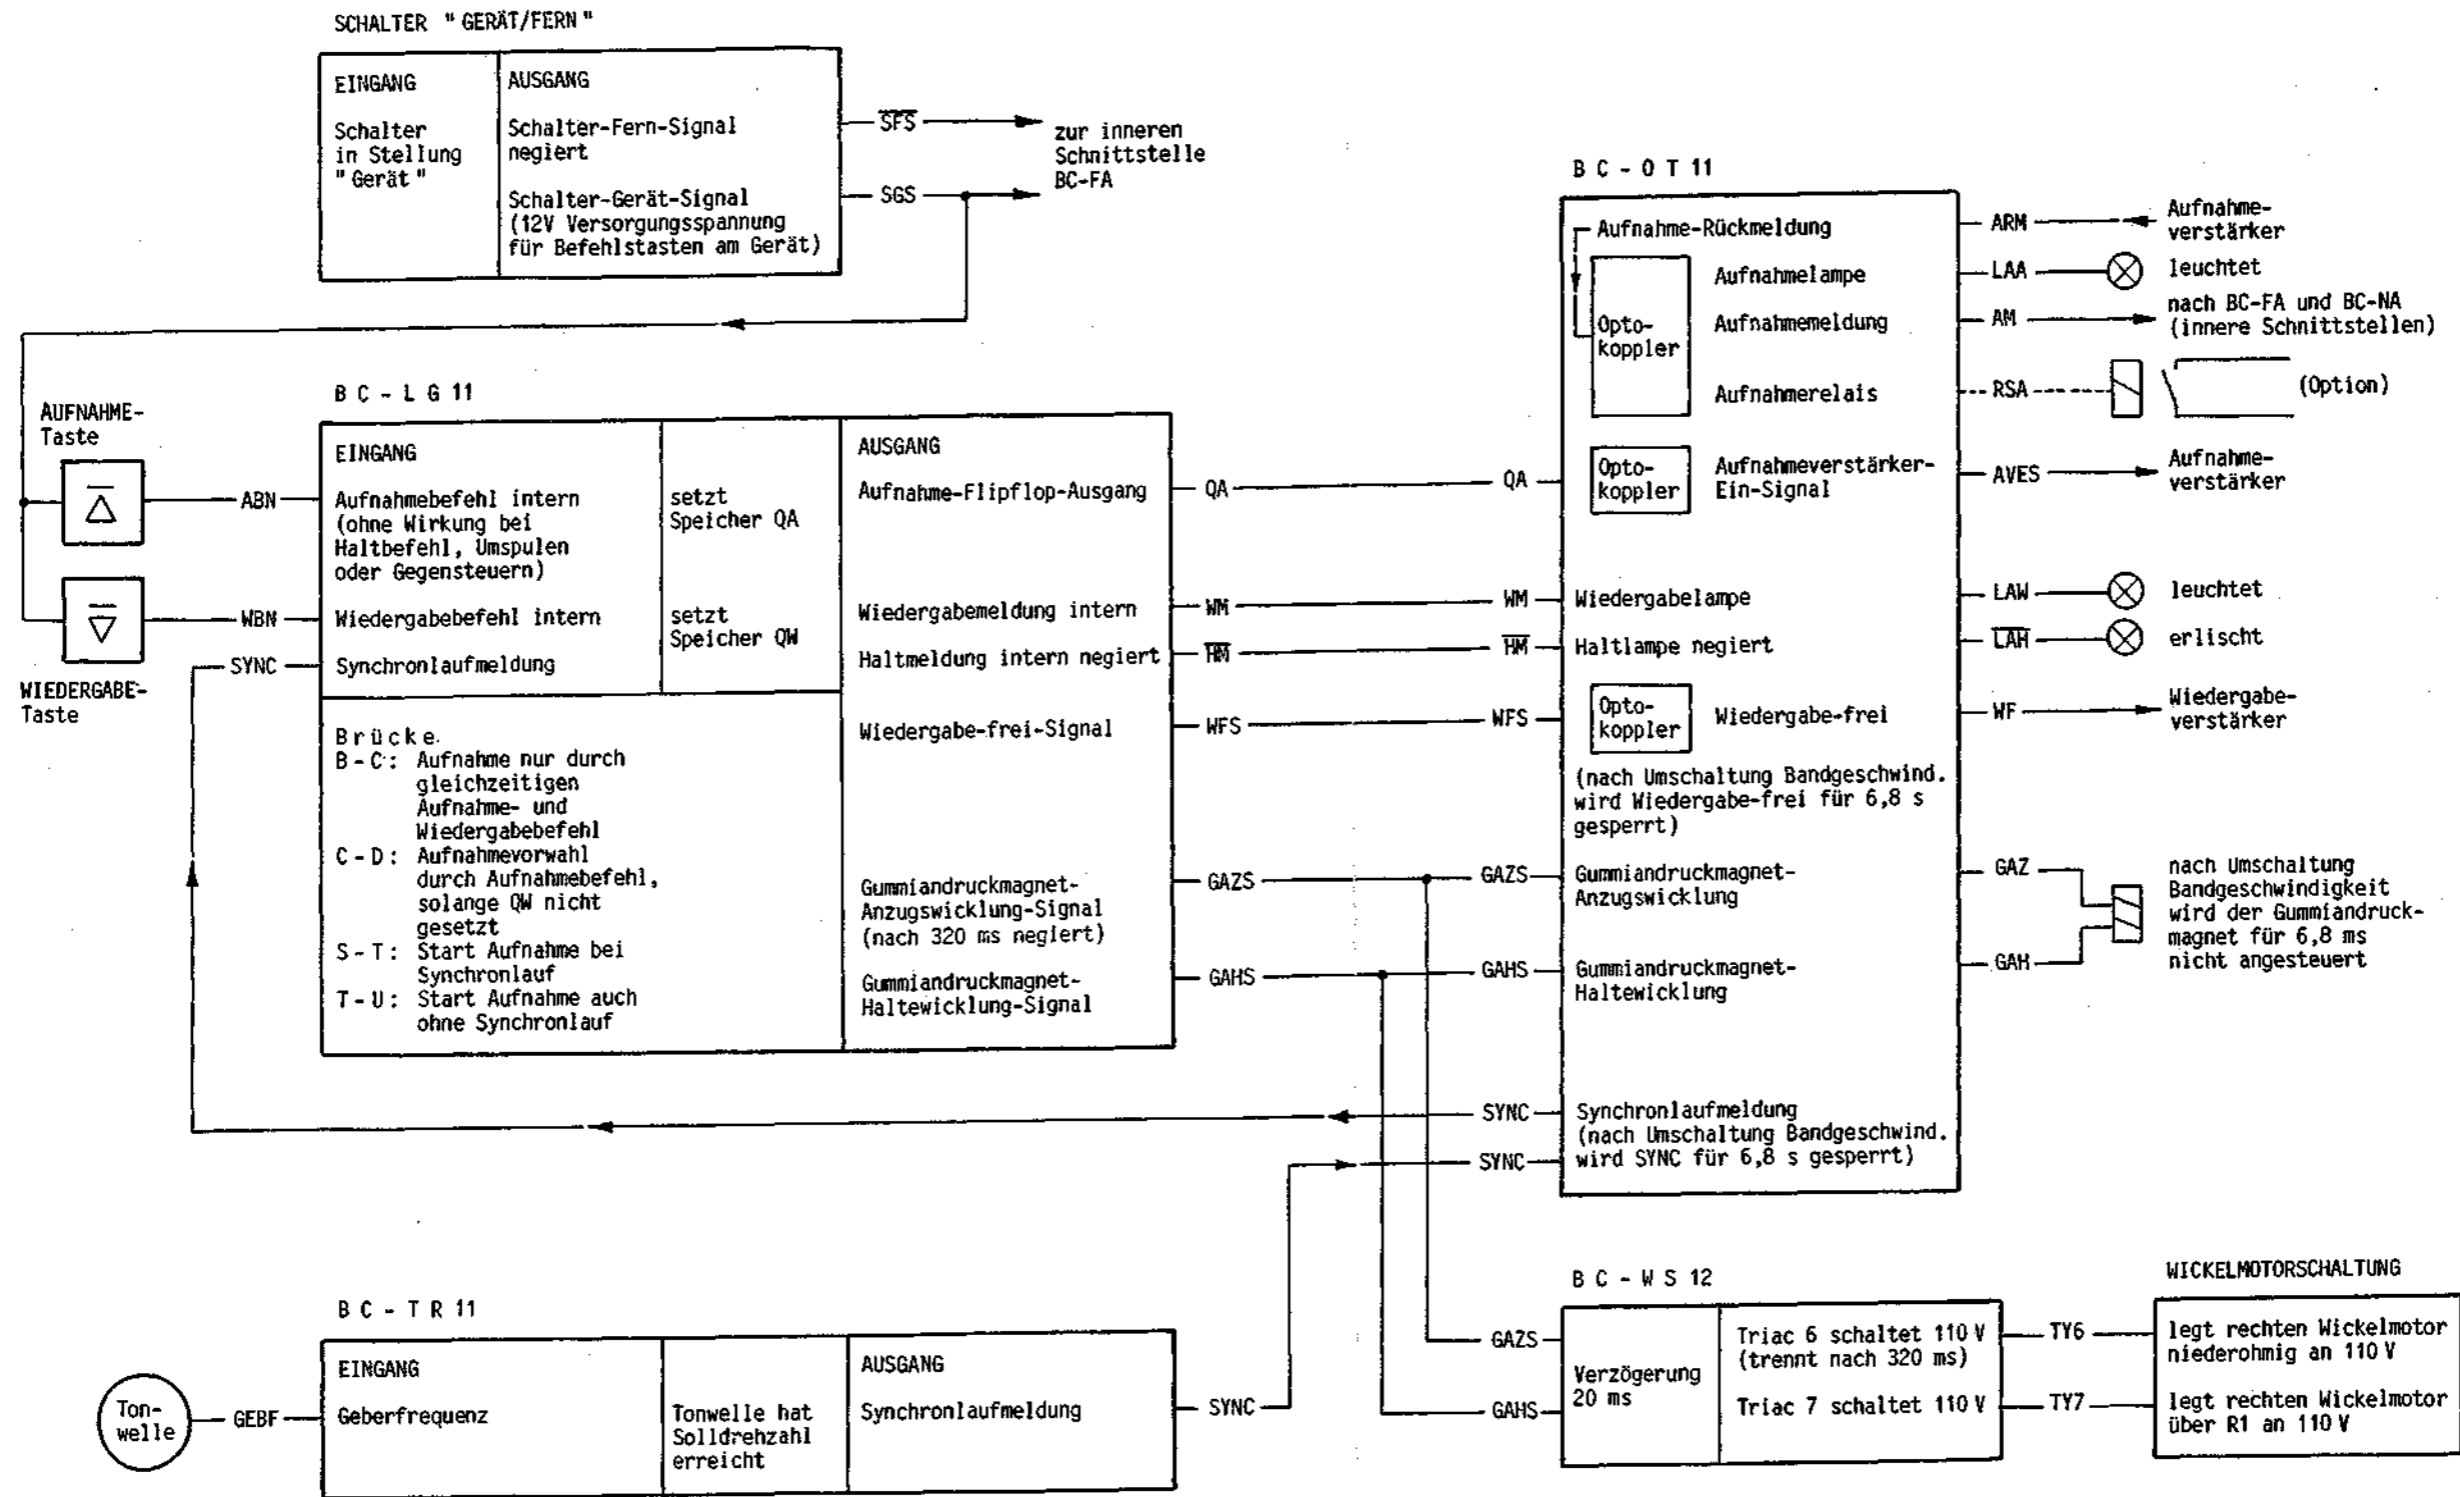 SCHALTER "GERÄT/FERN"
EINGANG
Schalter
in Stellung
"Gerät"
AUSGANG
Schalter-Fern-Signal
negiert
Schalter-Gerät-Signal
(12V Versorgungsspannung
für Befehlstasten am Gerät)
SFS
SGS
zur inneren
Schnittstelle
BC-FA
AUFNAHME-
Taste
WIEDERGABE-
Taste
ABN
WBN
SYNC
BC-LG 11
EINGANG
Aufnahmebefehl intern
(ohne Wirkung bei
Haltbefehl, Umspulen
oder Gegensteuern)
Wiedergabebefehl intern
Synchronlaufmeldung
setzt
Speicher QA
setzt
Speicher QW
Brücke
B-C: Aufnahme nur durch
gleichzeitigen
Aufnahme- und
Wiedergabebefehl
C-D: Aufnahmevorwahl
durch Aufnahmebefehl,
solange QW nicht
gesetzt
S-T: Start Aufnahme bei
Synchronlauf
T-U: Start Aufnahme auch
ohne Synchronlauf
AUSGANG
Aufnahme-Flipflop-Ausgang
Wiedergabemeldung intern
Haltmeldung intern negiert
Wiedergabe-frei-Signal
Gummiandruckmagnet-
Anzugswicklung-Signal
(nach 320 ms negiert)
Gummiandruckmagnet-
Haltewicklung-Signal
QA
WM
HM
WFS
GAZS
GAHS
QA
WM
HM
WFS
GAZS
GAHS
SYNC
SYNC
BC-OT 11
Aufnahme-Rückmeldung
Opto-
koppler
Aufnahmelampe
Aufnahmemeldung
Aufnahmerelais
Opto-
koppler
Aufnahmeverstärker-
Ein-Signal
Wiedergabelampe
Haltlampe negiert
Opto-
koppler
Wiedergabe-frei
(nach Umschaltung Bandgeschwind.
wird Wiedergabe-frei für 6,8 s
gesperrt)
Gummiandruckmagnet-
Anzugswicklung
Gummiandruckmagnet-
Haltewicklung
Synchronlaufmeldung
(nach Umschaltung Bandgeschwind.
wird SYNC für 6,8 s gesperrt)
ARM
Aufnahme-
verstärker
LAA
leuchtet
AM
nach BC-FA und BC-NA
(innere Schnittstellen)
RSA
(Option)
AVES
Aufnahme-
verstärker
LAW
leuchtet
LAH
erlischt
WF
Wiedergabe-
verstärker
GAZ
GAH
nach Umschaltung
Bandgeschwindigkeit
wird der Gummiandruck-
magnet für 6,8 ms
nicht angesteuert
BC-TR 11
Ton-
welle
GEBF
EINGANG
Geberfrequenz
Tonwelle hat
Solldrehzahl
erreicht
AUSGANG
Synchronlaufmeldung
SYNC
BC-WS 12
GAZS
GAHS
Verzögerung
20 ms
Triac 6 schaltet 110 V
(trennt nach 320 ms)
Triac 7 schaltet 110 V
TY6
TY7
WICKELMOTORSCHALTUNG
legt rechten Wickelmotor
niederohmig an 110 V
legt rechten Wickelmotor
über R1 an 110 V